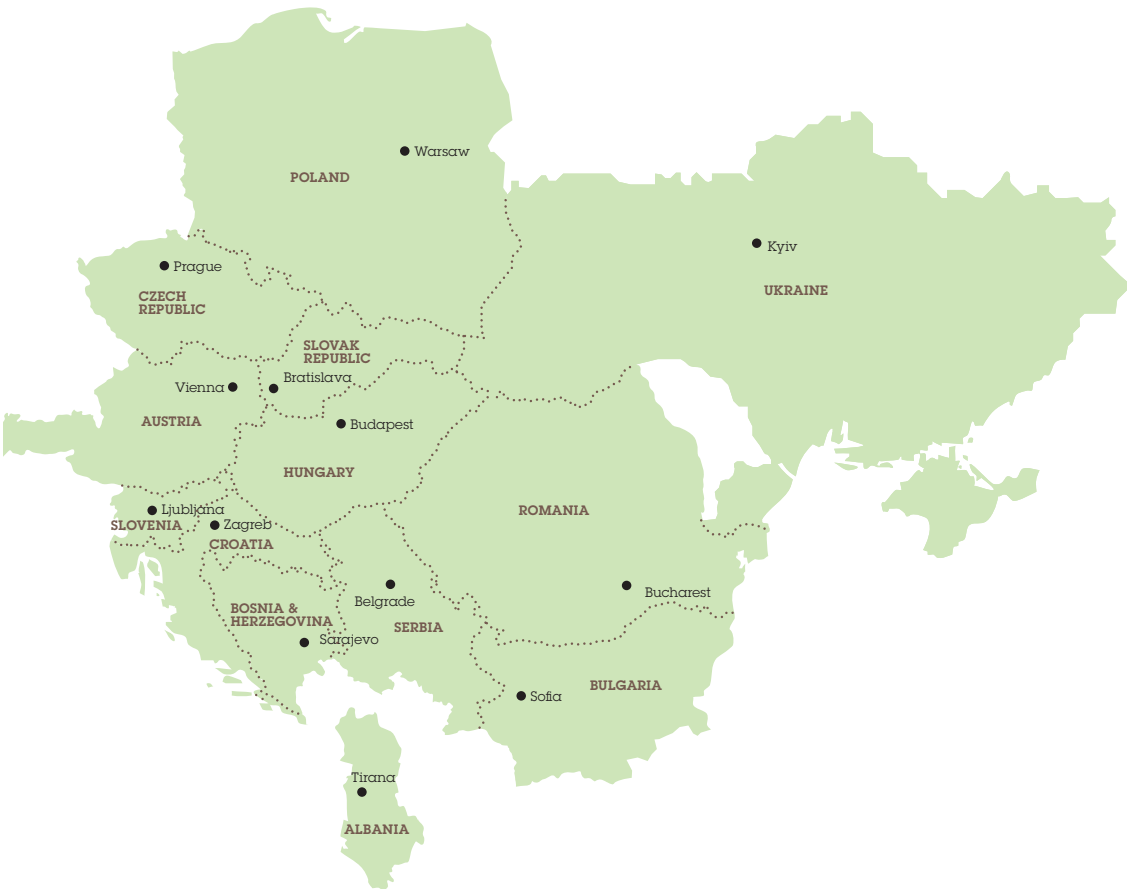 Warsaw
POLAND
Kyiv
Prague
UKRAINE
CZECH
REPUBLIC
SLOVAK
REPUBLIC
Bratislava
Vienna
AUSTRIA
Budapest
HUNGARY
Ljubljana
SLOVENIA
Zagreb
CROATIA
ROMANIA
Bucharest
Belgrade
BOSNIA &
HERZEGOVINA
SERBIA
Sarajevo
BULGARIA
Sofia
Tirana
ALBANIA